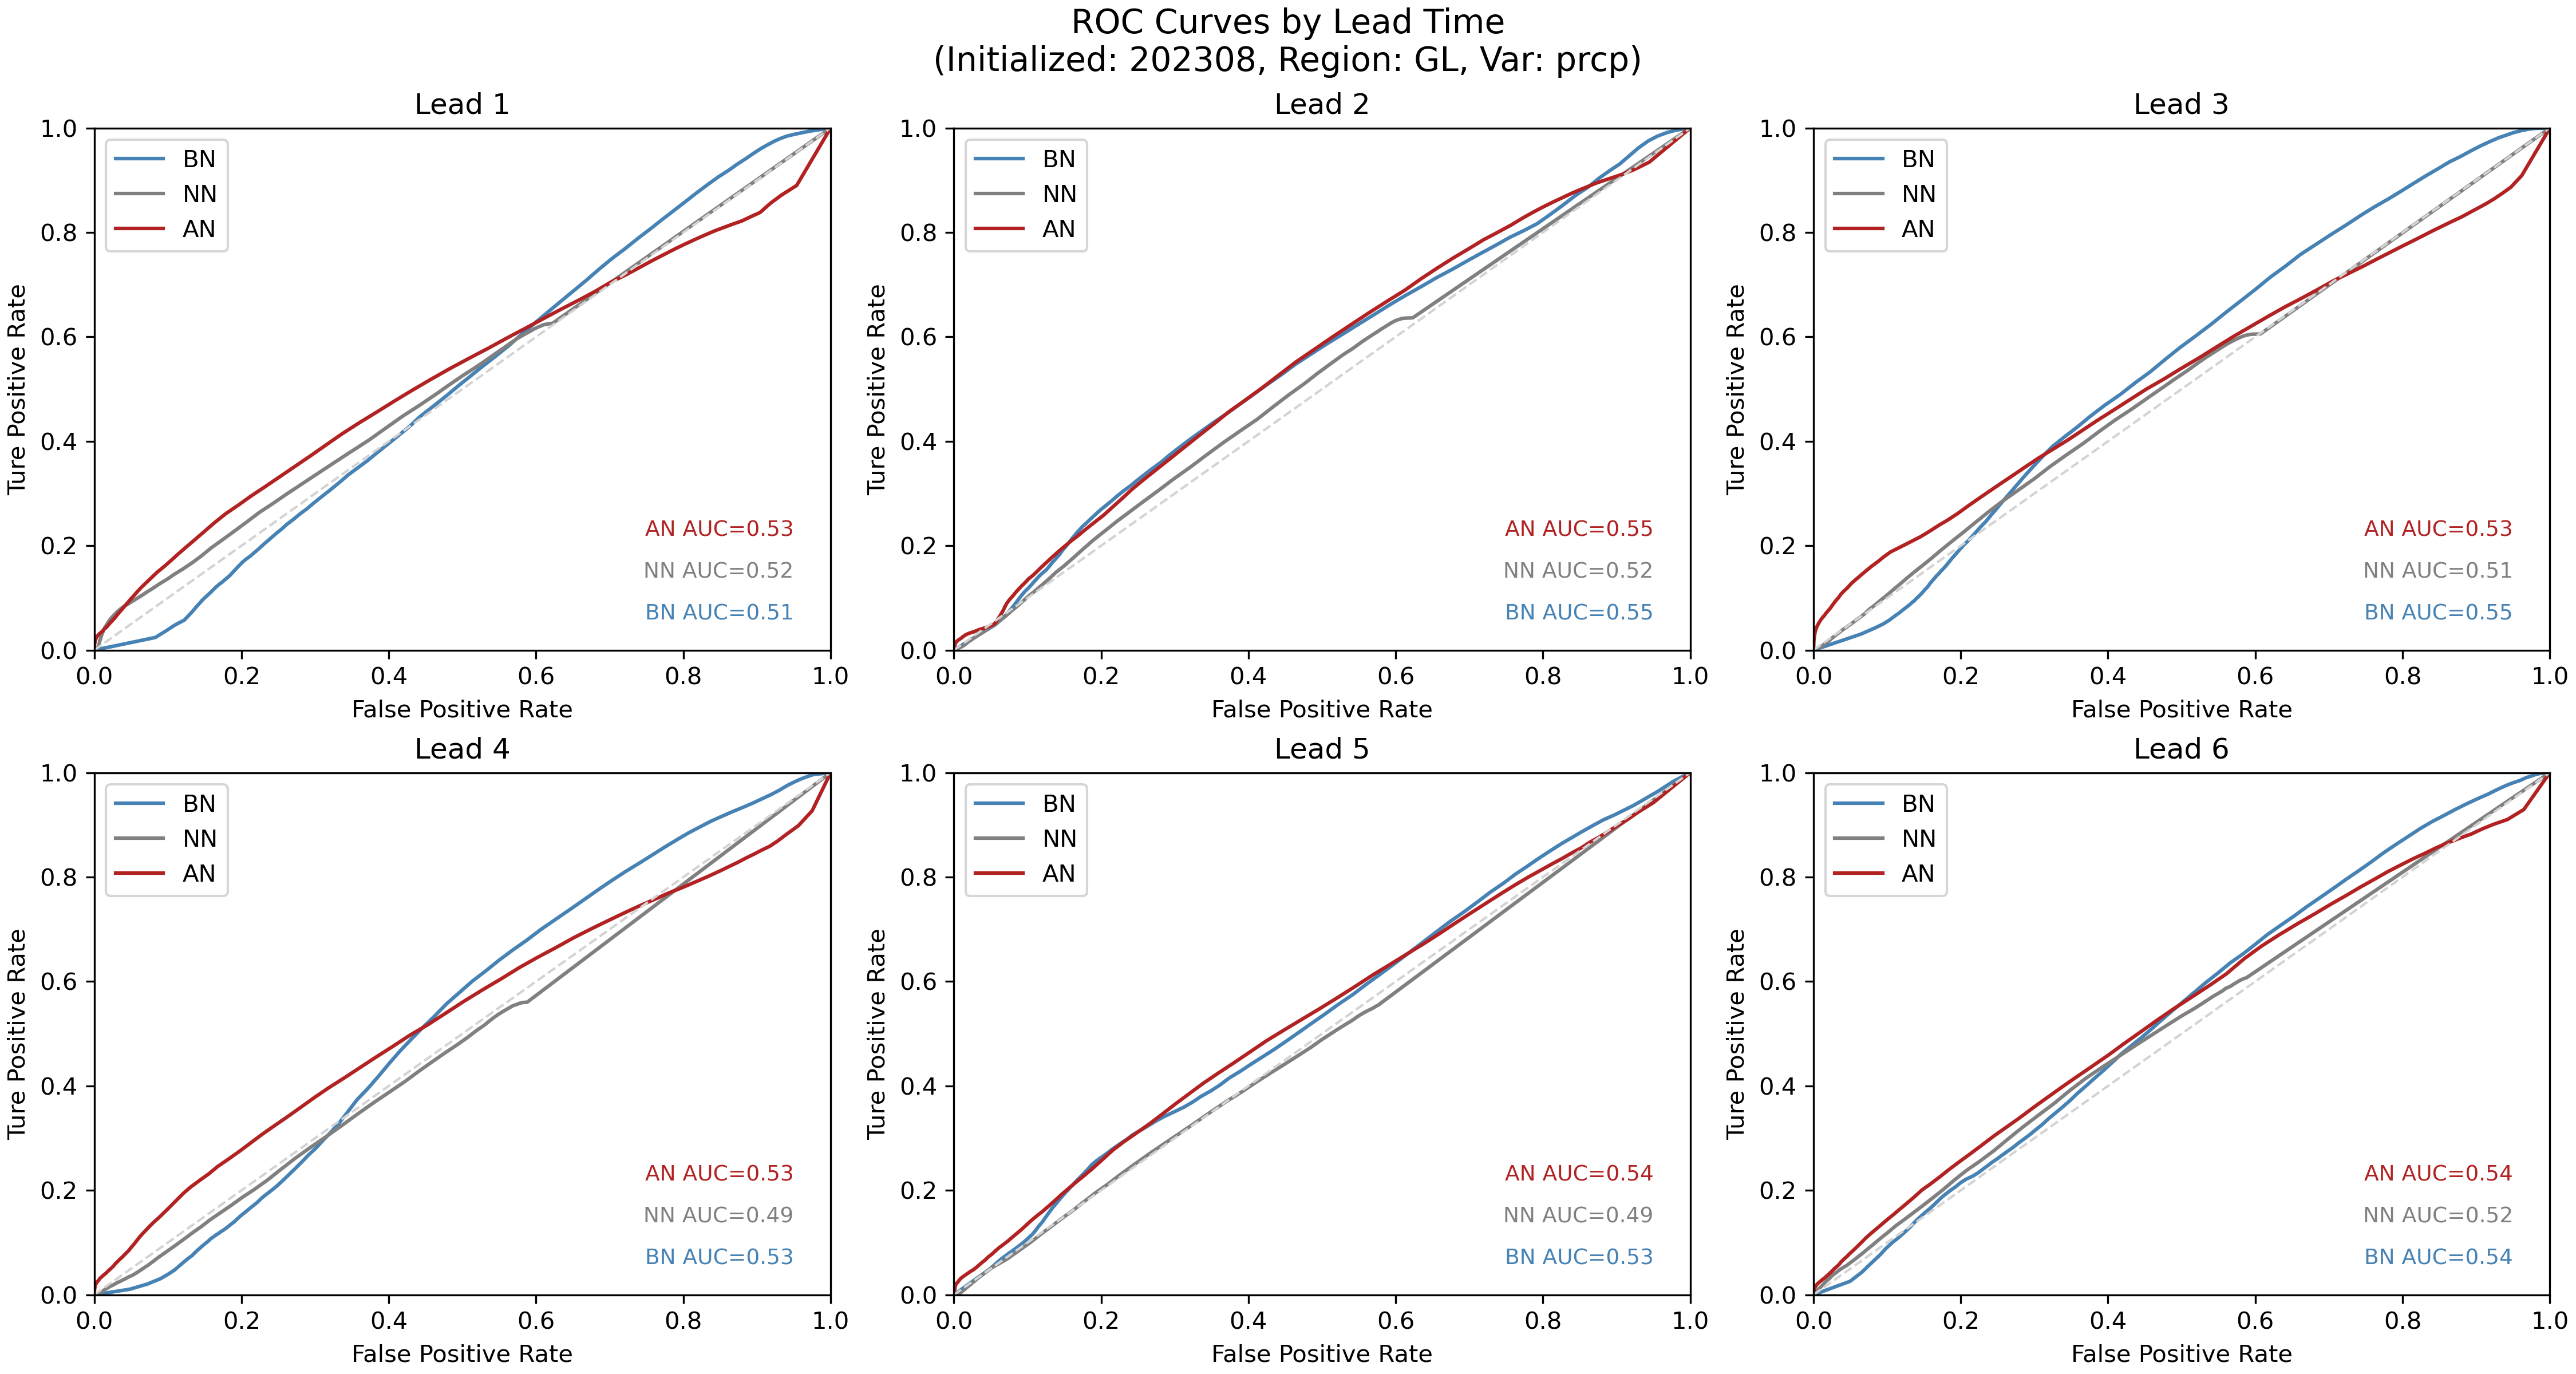 ROC Curves by Lead Time
(Initialized: 202308, Region: GL, Var: prcp)
Lead 1
1.0
0.8
0.6
0.4
0.2
0.0
Ture Positive Rate
BN
NN
AN
AN AUC=0.53
NN AUC=0.52
BN AUC=0.51
0.0 0.2 0.4 0.6 0.8 1.0
False Positive Rate
Lead 2
1.0
0.8
0.6
0.4
0.2
0.0
Ture Positive Rate
BN
NN
AN
AN AUC=0.55
NN AUC=0.52
BN AUC=0.55
0.0 0.2 0.4 0.6 0.8 1.0
False Positive Rate
Lead 3
1.0
0.8
0.6
0.4
0.2
0.0
Ture Positive Rate
BN
NN
AN
AN AUC=0.53
NN AUC=0.51
BN AUC=0.55
0.0 0.2 0.4 0.6 0.8 1.0
False Positive Rate
Lead 4
1.0
0.8
0.6
0.4
0.2
0.0
Ture Positive Rate
BN
NN
AN
AN AUC=0.53
NN AUC=0.49
BN AUC=0.53
0.0 0.2 0.4 0.6 0.8 1.0
False Positive Rate
Lead 5
1.0
0.8
0.6
0.4
0.2
0.0
Ture Positive Rate
BN
NN
AN
AN AUC=0.54
NN AUC=0.49
BN AUC=0.53
0.0 0.2 0.4 0.6 0.8 1.0
False Positive Rate
Lead 6
1.0
0.8
0.6
0.4
0.2
0.0
Ture Positive Rate
BN
NN
AN
AN AUC=0.54
NN AUC=0.52
BN AUC=0.54
0.0 0.2 0.4 0.6 0.8 1.0
False Positive Rate